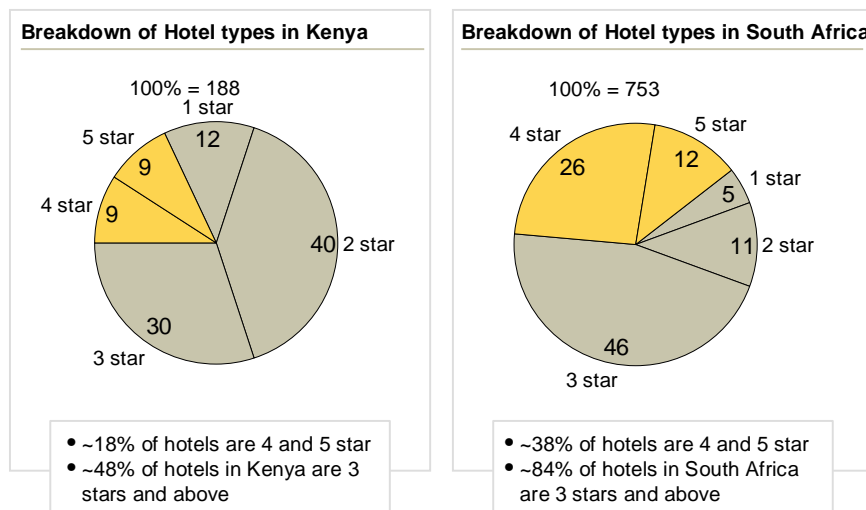 Breakdown of Hotel types in Kenya
100% = 188
1 star
12
5 star
9
4 star
9
40 2 star
30
3 star
• ~18% of hotels are 4 and 5 star
• ~48% of hotels in Kenya are 3
stars and above
Breakdown of Hotel types in South Africa
100% = 753
5 star
4 star
12
26
1 star
5
11 2 star
46
3 star
• ~38% of hotels are 4 and 5 star
• ~84% of hotels in South Africa
are 3 stars and above